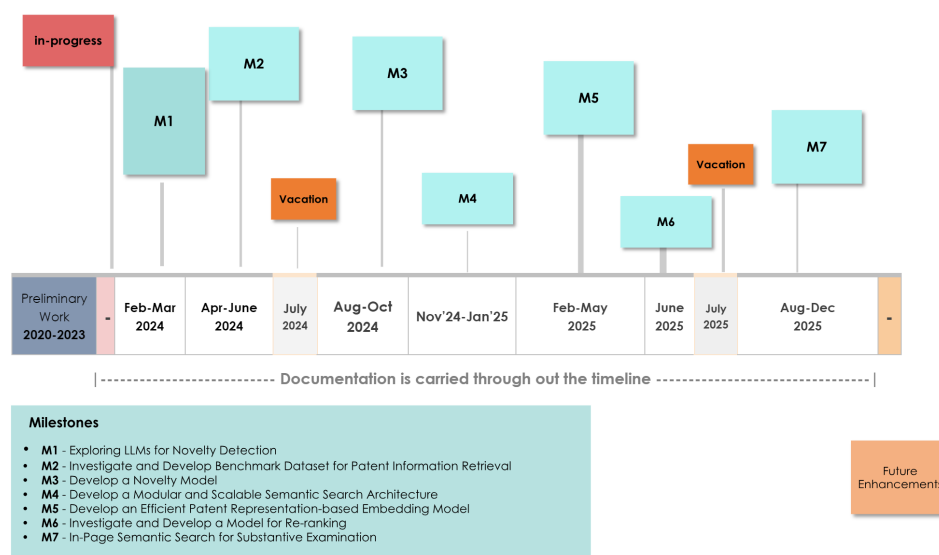 in-progress
M1
M2
Vacation
M3
M4
M5
M6
Vacation
M7
Preliminary
Work
2020-2023
-
Feb-Mar
2024
Apr-June
2024
July
2024
Aug-Oct
2024
Nov'24-Jan'25
Feb-May
2025
June
2025
July
2025
Aug-Dec
2025
-
|---------------------- Documentation is carried through out the timeline ---------------------------|
Milestones
• M1 - Exploring LLMs for Novelty Detection
• M2 - Investigate and Develop Benchmark Dataset for Patent Information Retrieval
• M3 - Develop a Novelty Model
• M4 - Develop a Modular and Scalable Semantic Search Architecture
• M5 - Develop an Efficient Patent Representation-based Embedding Model
• M6 - Investigate and Develop a Model for Re-ranking
• M7 - In-Page Semantic Search for Substantive Examination
Future
Enhancements